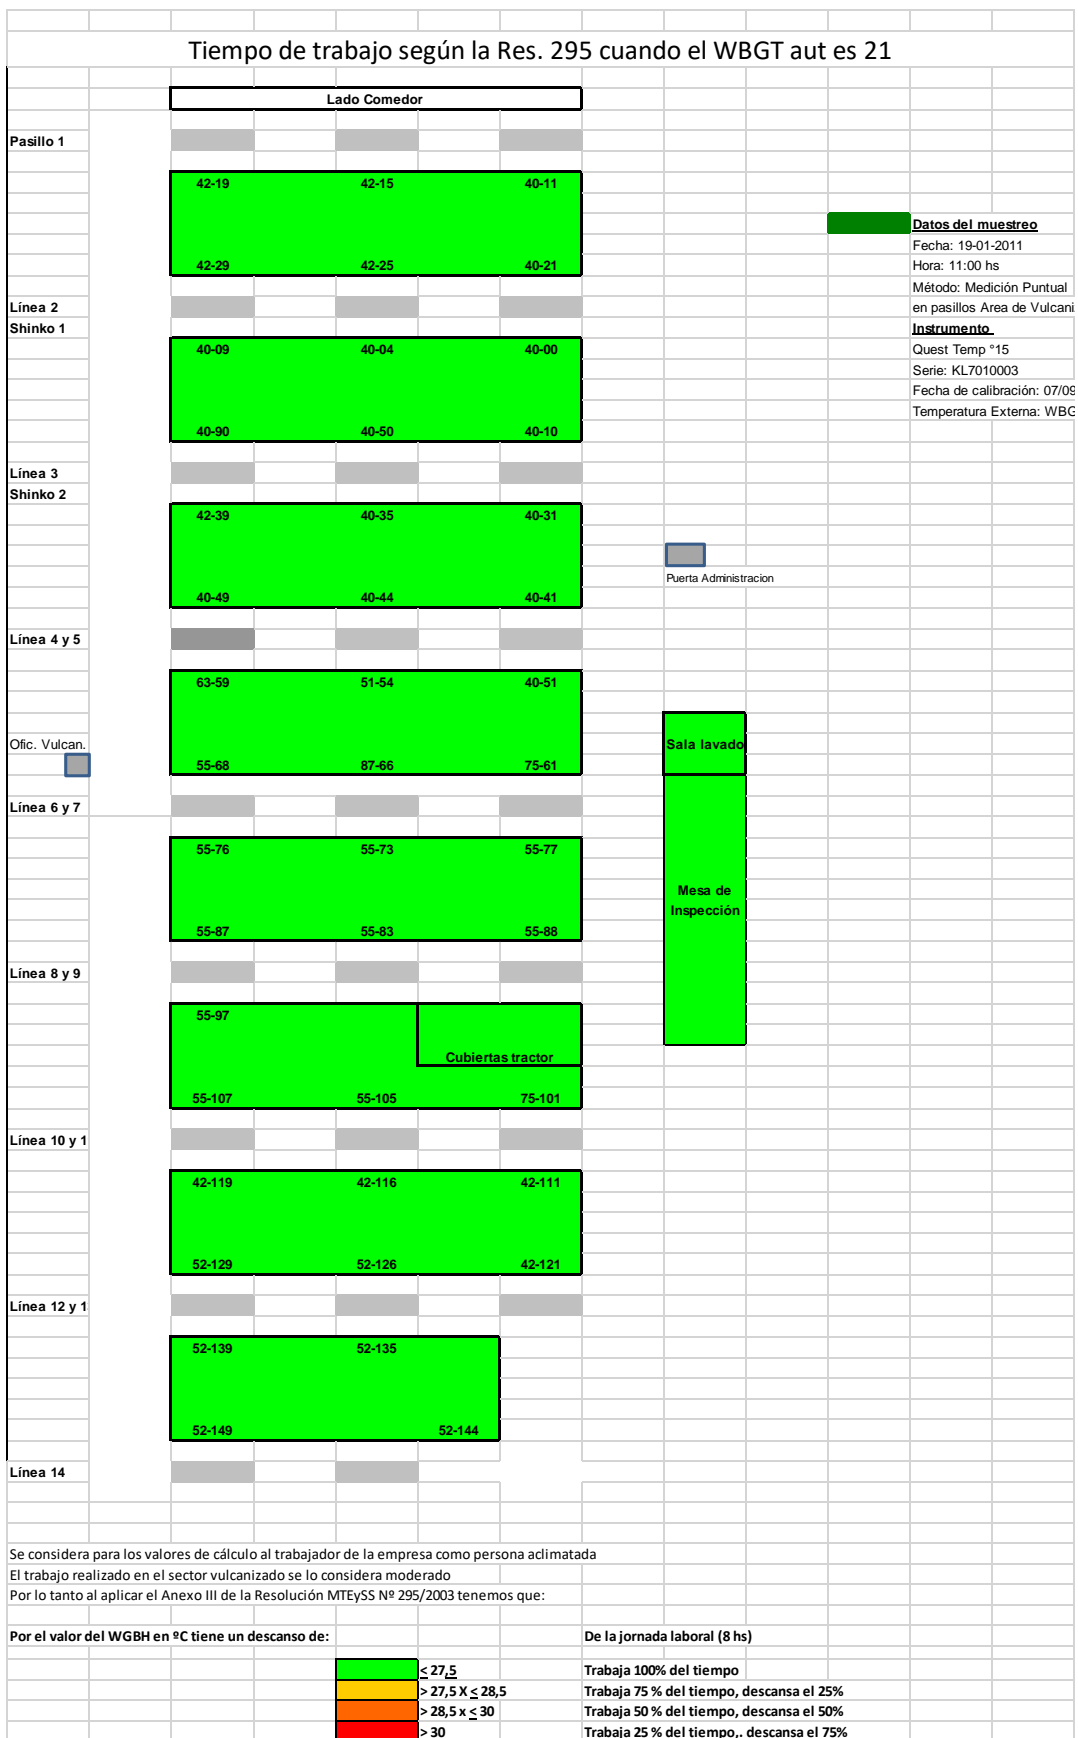 Tiempo de trabajo según la Res. 295 cuando el WBGT aut es 21
Lado Comedor
Pasillo 1
42-19 42-15 40-11
Datos del muestreo
Fecha: 19-01-2011
42-29 42-25 40-21
Hora: 11:00 hs
Método: Medición Puntual
Línea 2
en pasillos Area de Vulcani
Shinko 1
Instrumento
40-09 40-04 40-00
Quest Temp °15
Serie: KL7010003
Fecha de calibración: 07/09
Temperatura Externa: WBG
40-90 40-50 40-10
Línea 3
Shinko 2
42-39 40-35 40-31
Puerta Administracion
40-49 40-44 40-41
Línea 4 y 5
63-59 51-54 40-51
Ofic. Vulcan.
Sala lavado
55-68 87-66 75-61
Línea 6 y 7
55-76 55-73 55-77
Mesa de
Inspección
55-87 55-83 55-88
Línea 8 y 9
55-97
Cubiertas tractor
55-107 55-105 75-101
Línea 10 y 1
42-119 42-116 42-111
52-129 52-126 42-121
Línea 12 y 1
52-139 52-135
52-149 52-144
Línea 14
Se considera para los valores de cálculo al trabajador de la empresa como persona aclimatada
El trabajo realizado en el sector vulcanizado se lo considera moderado
Por lo tanto al aplicar el Anexo III de la Resolución MTEySS Nº 295/2003 tenemos que:
Por el valor del WGBH en ºC tiene un descanso de: De la jornada laboral (8 hs)
< 27,5 Trabaja 100% del tiempo
> 27,5 X < 28,5 Trabaja 75 % del tiempo, descansa el 25%
> 28,5 x < 30 Trabaja 50 % del tiempo, descansa el 50%
> 30 Trabaja 25 % del tiempo,. descansa el 75%